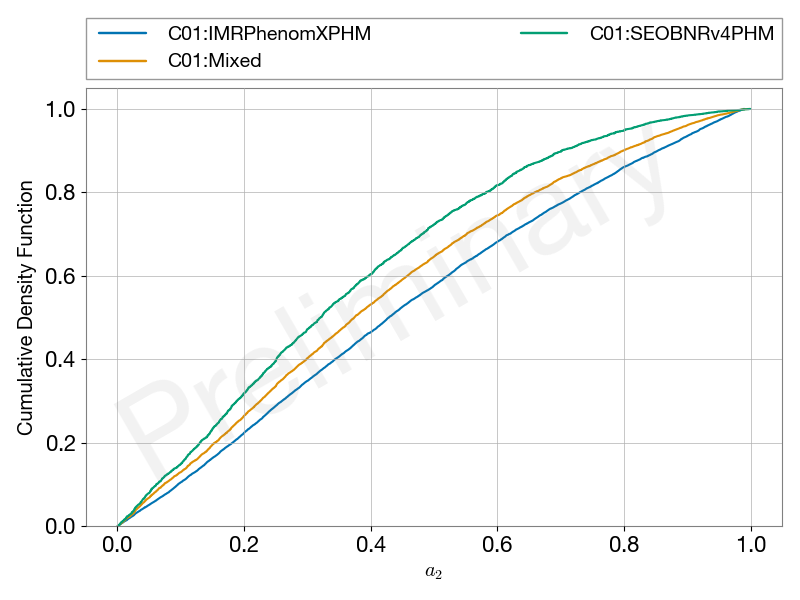 C01:IMRPhenomXPHM
C01:Mixed
C01:SEOBNRv4PHM
Cumulative Density Function
1.0
0.8
0.6
0.4
0.2
0.0
Preliminary
0.0 0.2 0.4 0.6 0.8 1.0
a₂